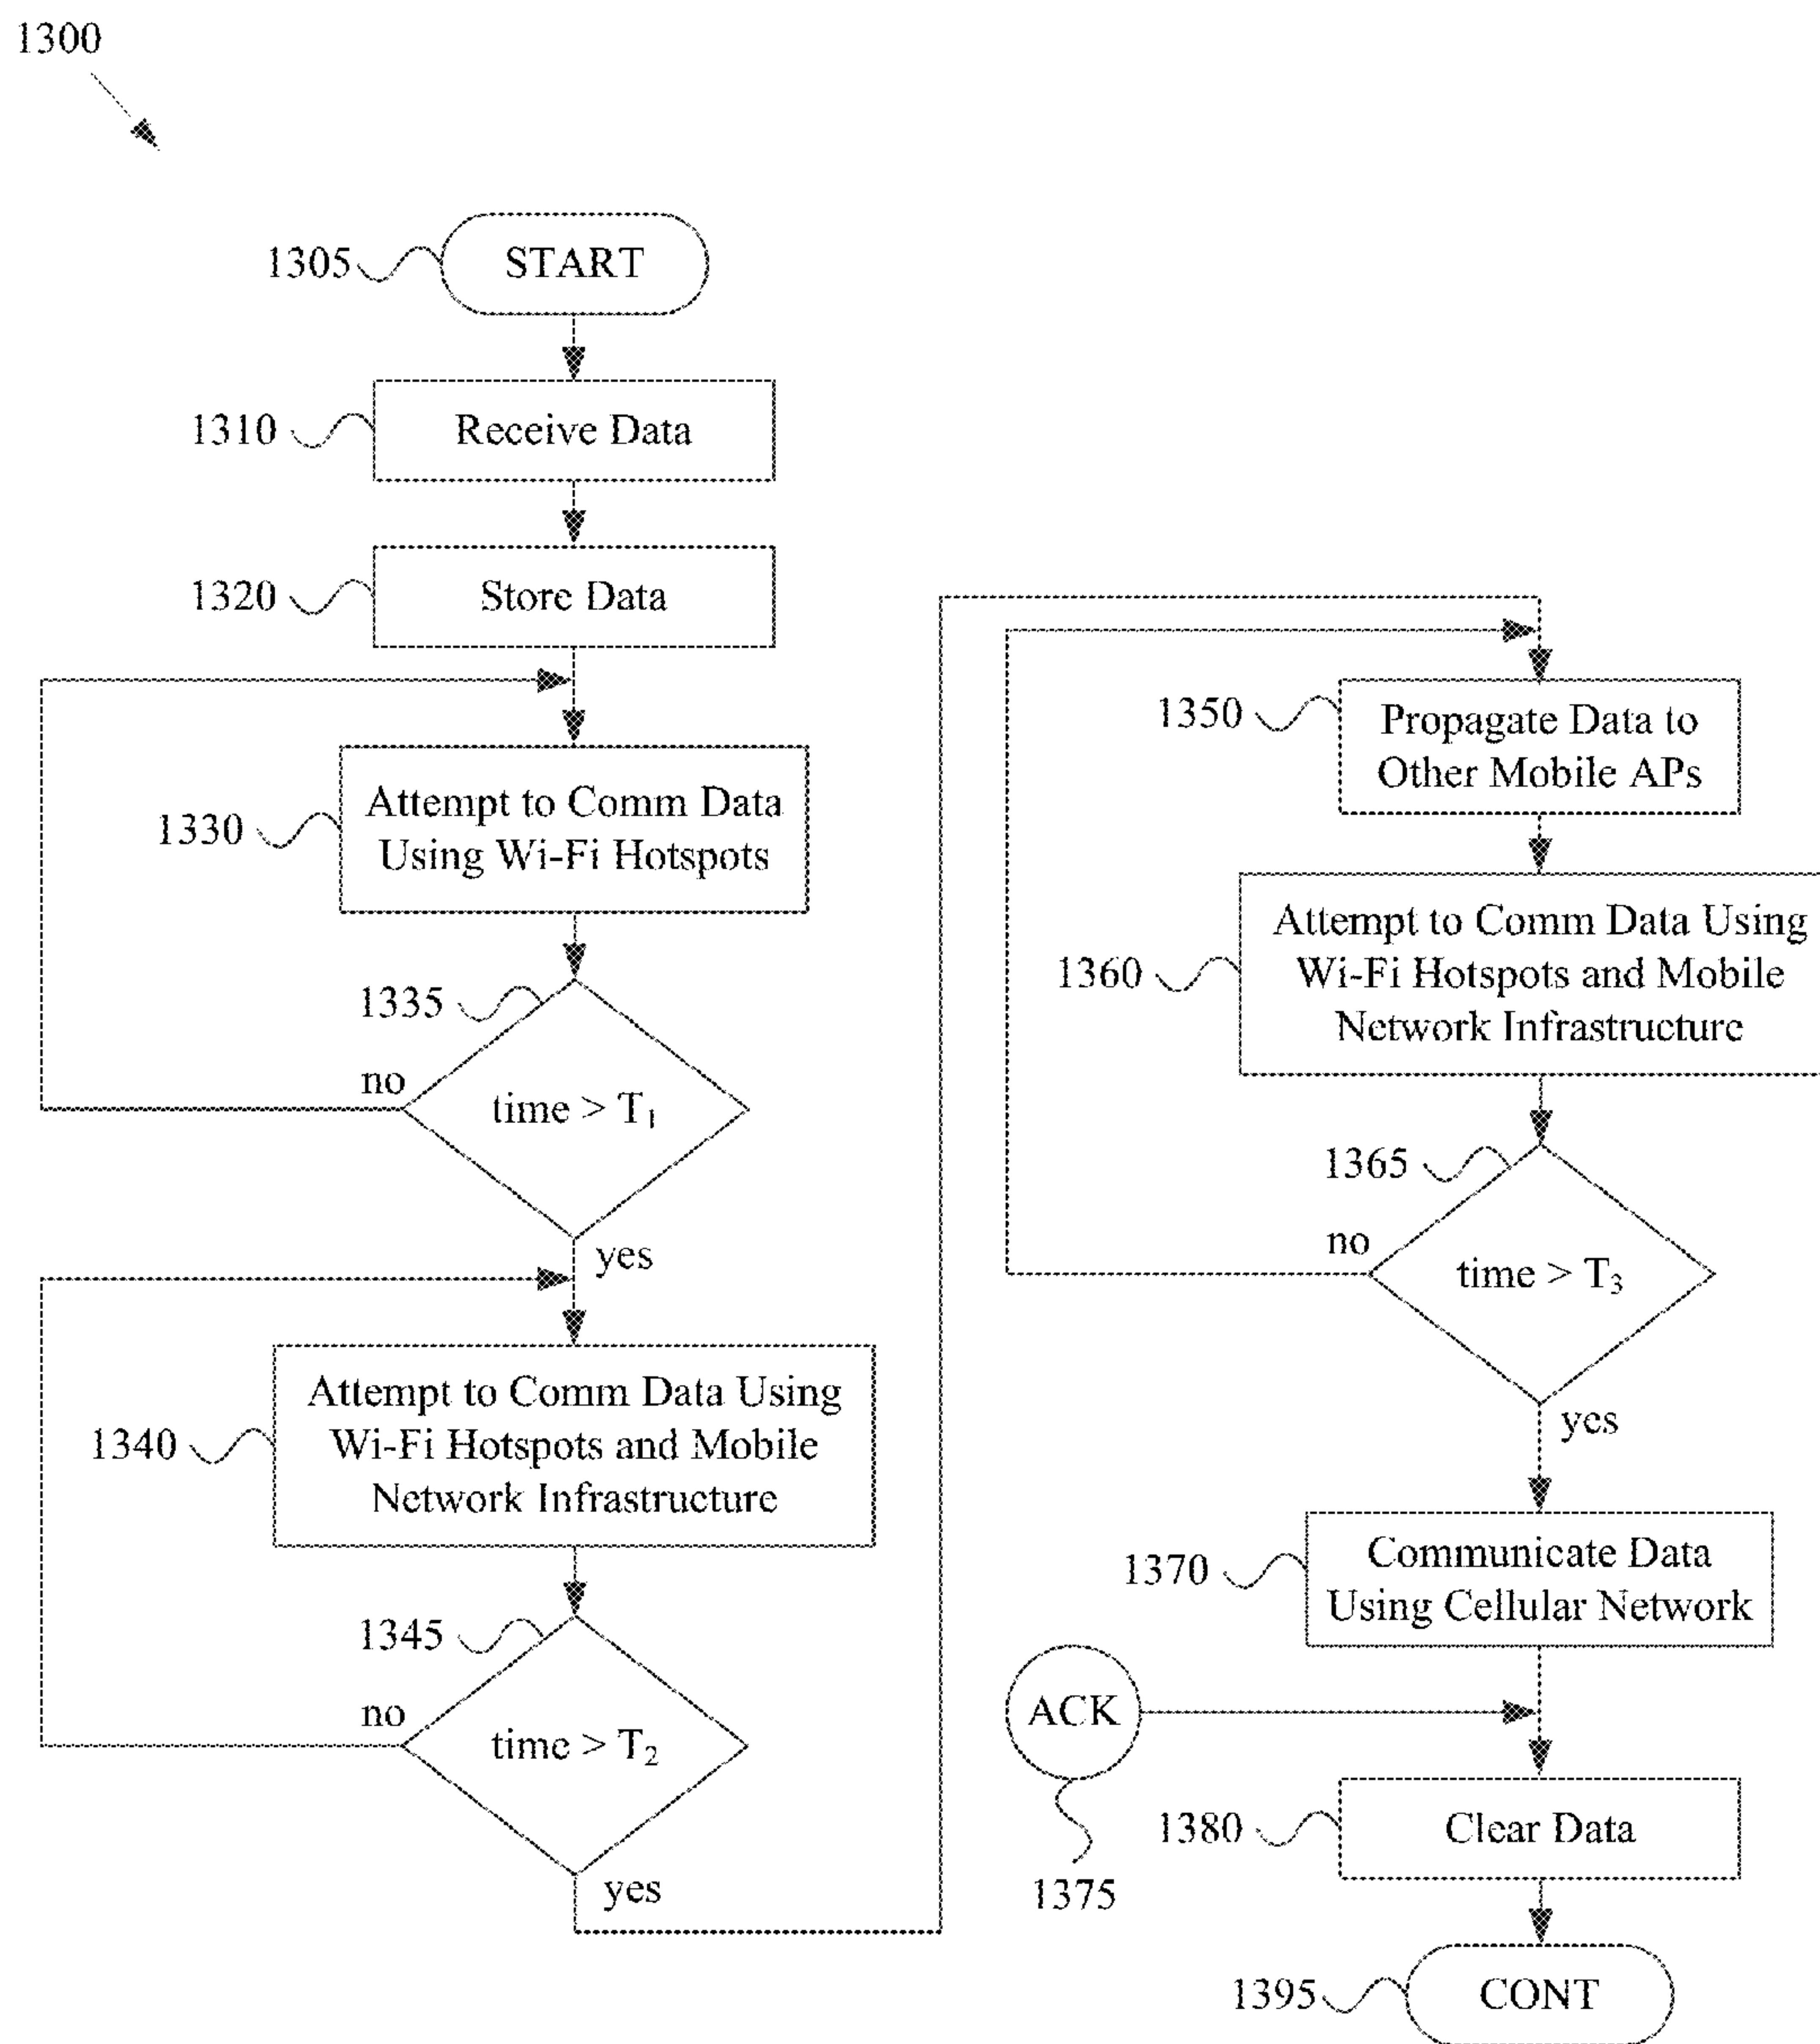 1300
1305
START
1310
Receive Data
1320
Store Data
1330
Attempt to Comm Data
Using Wi-Fi Hotspots
1335
no
time > T₁
yes
1340
Attempt to Comm Data Using
Wi-Fi Hotspots and Mobile
Network Infrastructure
1345
no
time > T₂
yes
1350
Propagate Data to
Other Mobile APs
1360
Attempt to Comm Data Using
Wi-Fi Hotspots and Mobile
Network Infrastructure
1365
no
time > T₃
yes
1370
Communicate Data
Using Cellular Network
ACK
1375
1380
Clear Data
1395
CONT